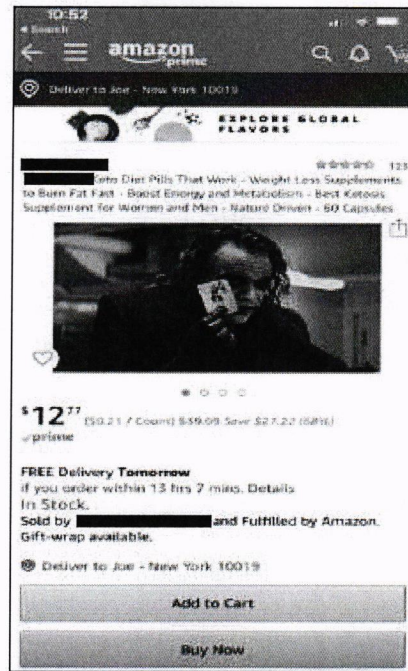 10:52
Search
amazon
prime
Deliver to Joe - New York 10019
EXPLORE GLOBAL
FLAVORS
123
Keto Diet Pills That Work - Weight Loss Supplements
to Burn Fat Fast - Boost Energy and Metabolism - Best Ketosis
Supplement for Women and Men - Nature Driven - 60 Capsules
$12.77 ($0.21 / Count) $39.99 Save $27.22 (68%)
prime
FREE Delivery Tomorrow
if you order within 13 hrs 7 mins. Details
In Stock.
Sold by and Fulfilled by Amazon.
Gift-wrap available.
Deliver to Joe - New York 10019
Add to Cart
Buy Now